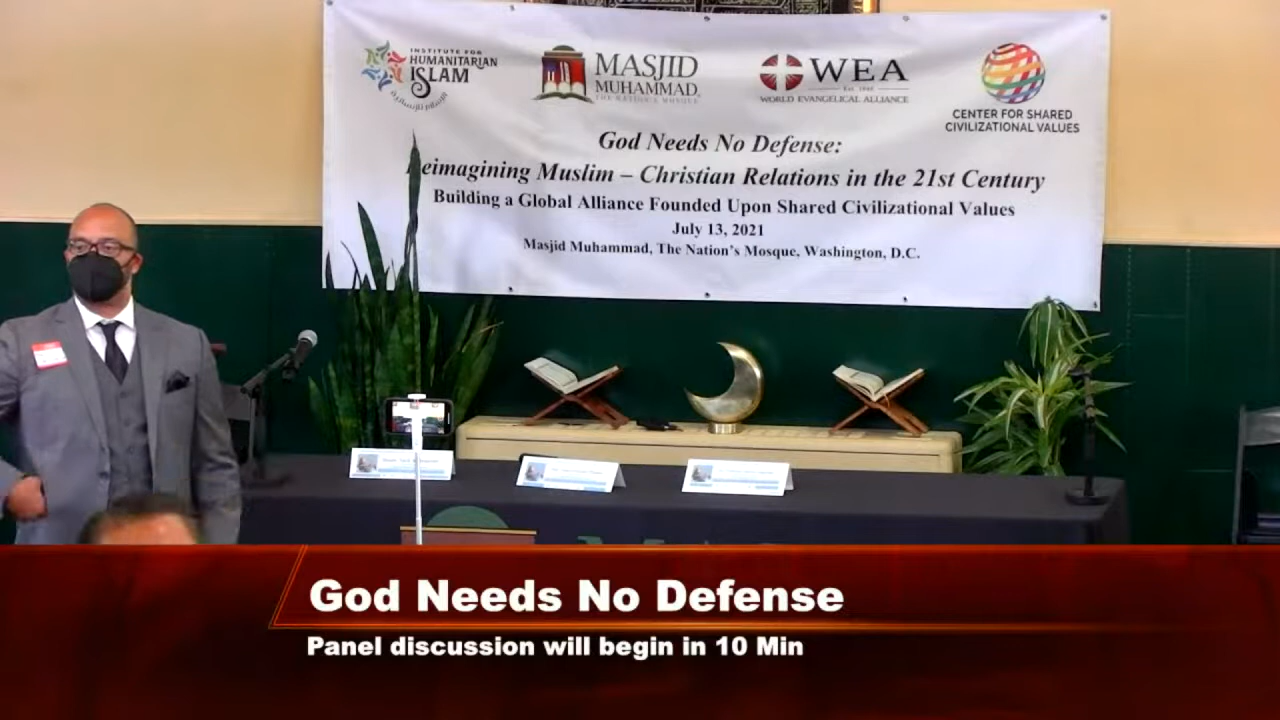 INSTITUTE FOR
HUMANITARIAN
ISLAM
MASJID
MUHAMMAD
THE NATION'S MOSQUE
WEA
Est. 1846
WORLD EVANGELICAL ALLIANCE
CENTER FOR SHARED
CIVILIZATIONAL VALUES
God Needs No Defense:
eimagining Muslim – Christian Relations in the 21st Century
Building a Global Alliance Founded Upon Shared Civilizational Values
July 13, 2021
Masjid Muhammad, The Nation's Mosque, Washington, D.C.
God Needs No Defense
Panel discussion will begin in 10 Min